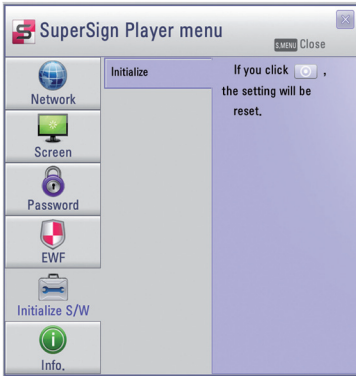 SuperSign Player menu
S.MENU Close
Network
Screen
Password
EWF
Initialize S/W
Info.
Initialize
If you click ,
the setting will be
reset.